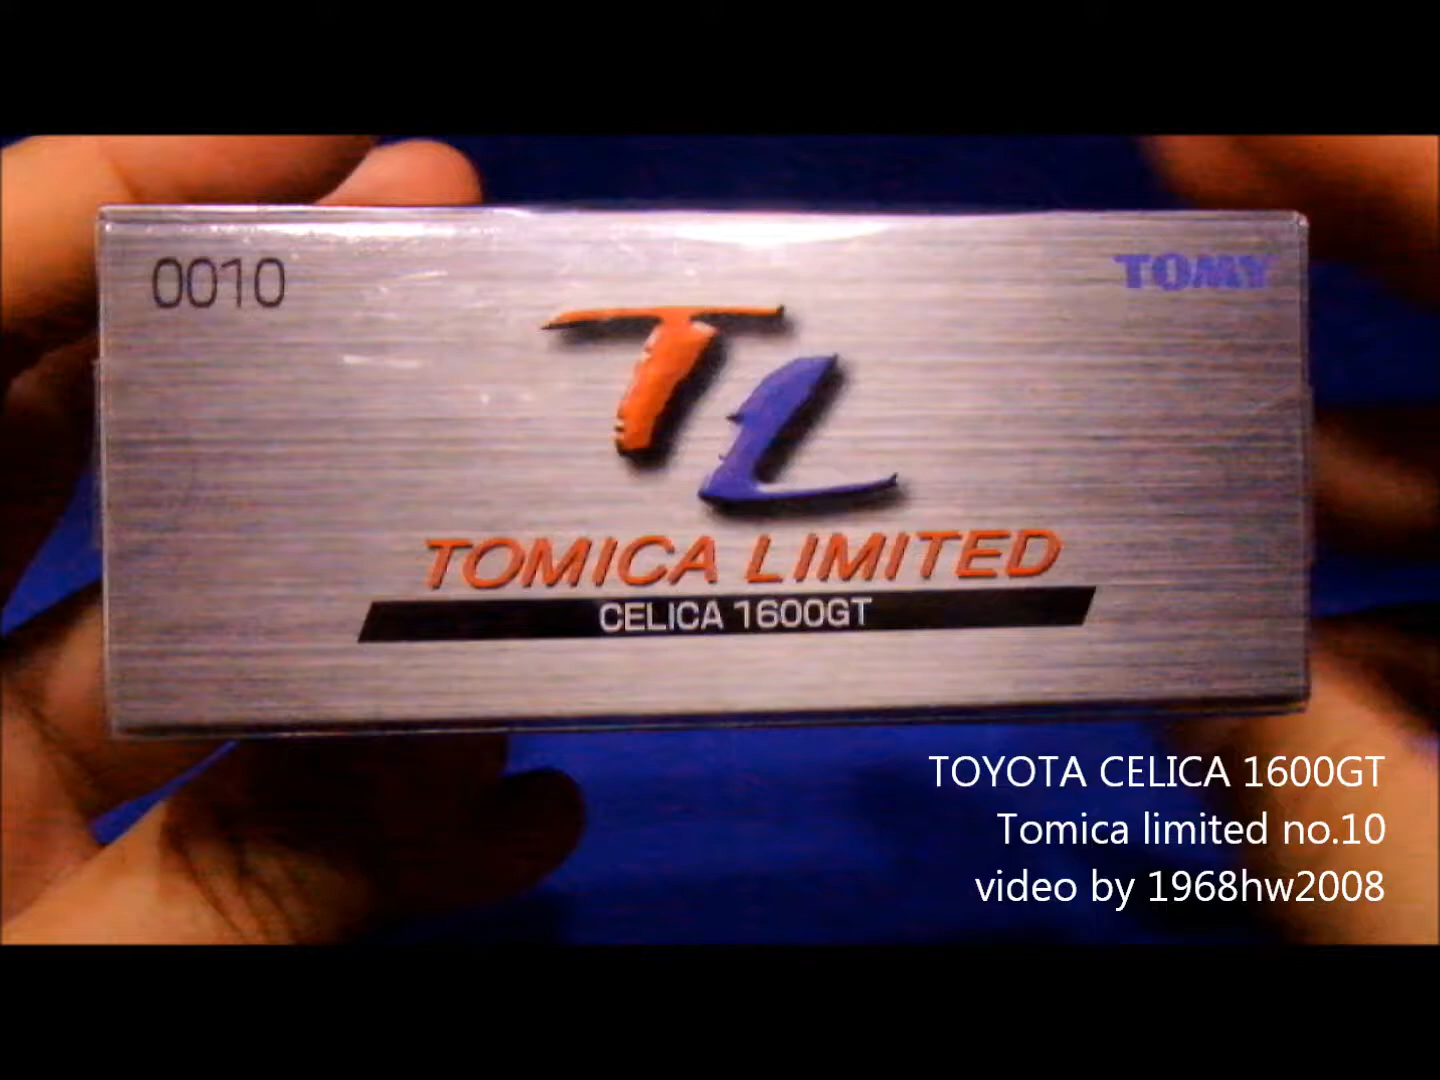 0010
TOMY
TL
TOMICA LIMITED
CELICA 1600GT
TOYOTA CELICA 1600GT
Tomica limited no.10
video by 1968hw2008